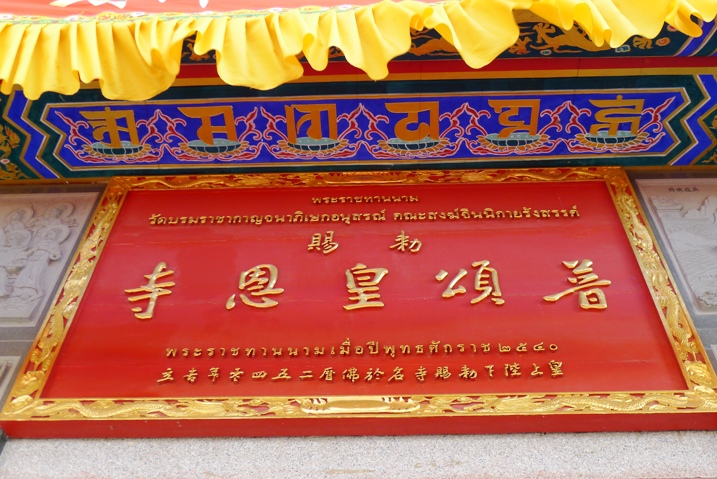 พระราชทานนาม
วัดบรมราชากาญจนาภิเษกอนุสรณ์ คณะสงฆ์จีนนิกายรังสรรค์
賜 勅
寺恩皇頌普
พระราชทานนามเมื่อปีพุทธศักราช ๒๕๔๐
立吉年零四五二曆佛於名寺賜勅下陛上皇